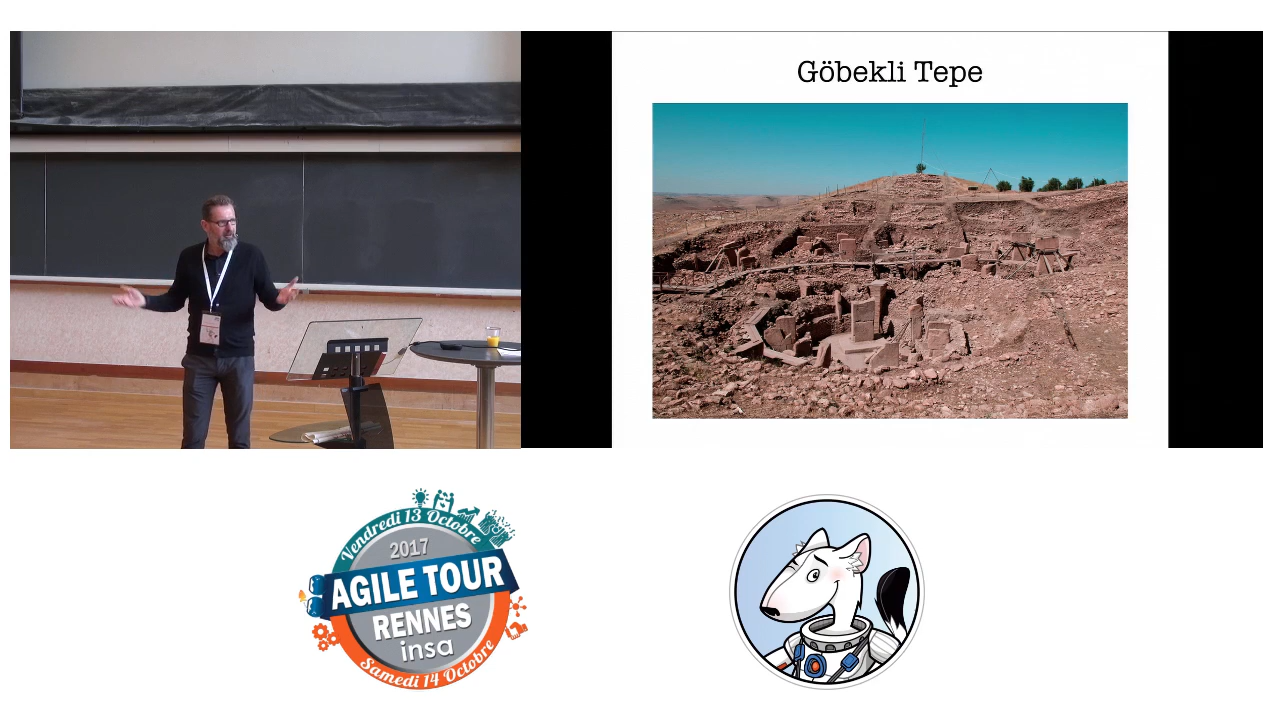 Göbekli Tepe
Vendredi 13 Octobre
2017
AGILE TOUR
RENNES
insa
Samedi 14 Octobre